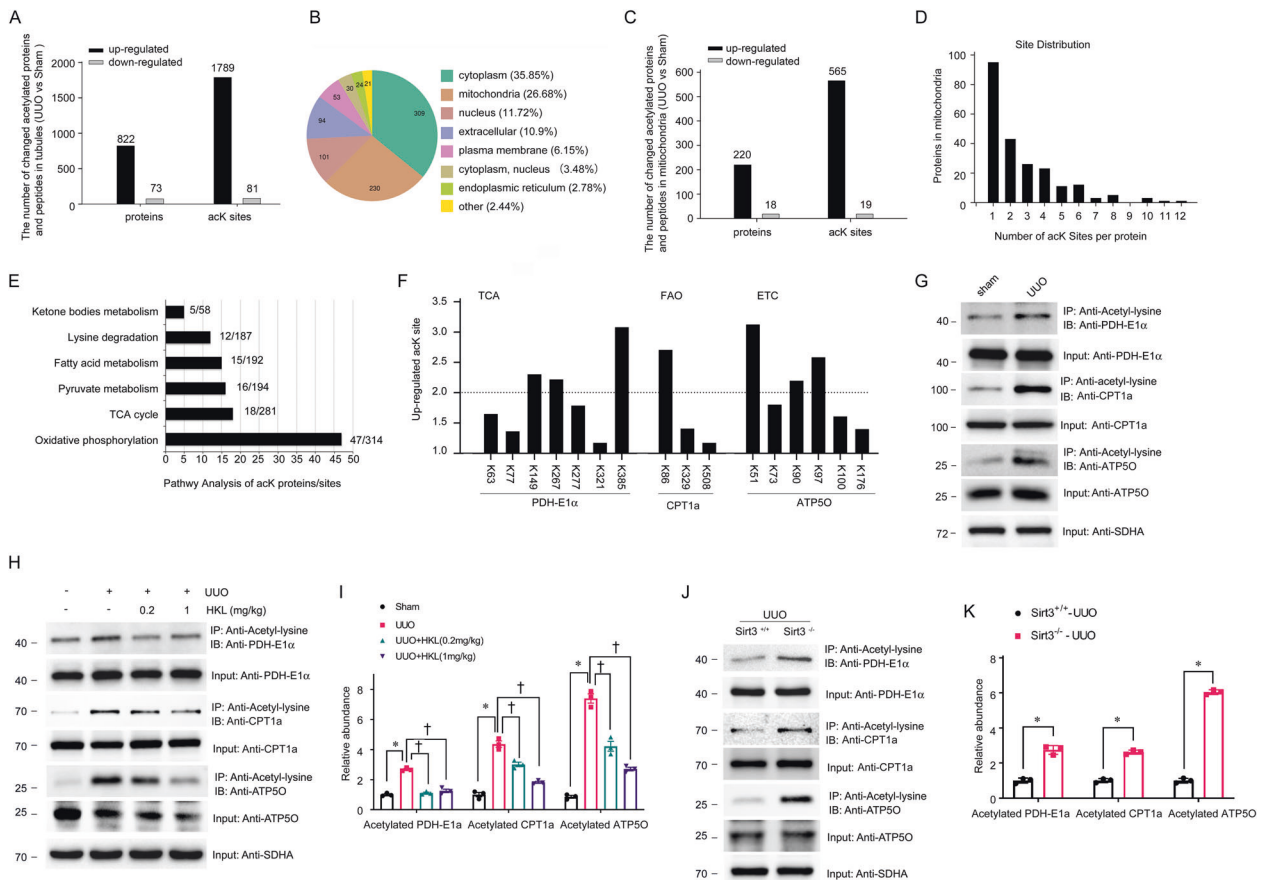 A
The number of changed acetylated proteins
and peptides in tubules (UUO vs Sham )
up-regulated
down-regulated
2000
1500
1000
500
0
822
73
1789
81
proteins
acK sites
B
309
230
101
94
53
30
24
21
cytoplasm (35.85%)
mitochondria (26.68%)
nucleus (11.72%)
extracellular (10.9%)
plasma membrane (6.15%)
cytoplasm, nucleus (3.48%)
endoplasmic reticulum (2.78%)
other (2.44%)
C
The number of changed acetylated proteins
and peptides in mitochondria (UUO vs Sham)
up-regulated
down-regulated
600
500
400
300
200
100
0
220
18
565
19
proteins
acK sites
D
Site Distribution
Proteins in mitochondria
100
80
60
40
20
0
1 2 3 4 5 6 7 8 9 10 11 12
Number of acK Sites per protein
E
Ketone bodies metabolism 5/58
Lysine degradation 12/187
Fatty acid metabolism 15/192
Pyruvate metabolism 16/194
TCA cycle 18/281
Oxidative phosphorylation 47/314
0 5 10 15 20 25 30 35 40 45 50
Pathwy Analysis of acK proteins/sites
F
TCA FAO ETC
Up-regulated acK site
3.5
3.0
2.5
2.0
1.5
1.0
K63 K77 K149 K267 K277 K321 K385 K86 K329 K508 K51 K73 K90 K97 K100 K176
PDH-E1α CPT1a ATP5O
G
sham UUO
40 IP: Anti-Acetyl-lysine
IB: Anti-PDH-E1α
40 Input: Anti-PDH-E1α
100 IP: Anti-acetyl-lysine
IB: Anti-CPT1a
100 Input: Anti-CPT1a
25 IP: Anti-Acetyl-lysine
IB: Anti-ATP5O
25 Input: Anti-ATP5O
72 Input: Anti-SDHA
H
- + + + UUO
- - 0.2 1 HKL (mg/kg)
40 IP: Anti-Acetyl-lysine
IB: Anti-PDH-E1α
40 Input: Anti-PDH-E1α
70 IP: Anti-Acetyl-lysine
IB: Anti-CPT1a
70 Input: Anti-CPT1a
25 IP: Anti-Acetyl-lysine
IB: Anti-ATP5O
25 Input: Anti-ATP5O
70 Input: Anti-SDHA
I
Sham
UUO
UUO+HKL(0.2mg/kg)
UUO+HKL(1mg/kg)
Relative abundance
8
6
4
2
0
* † †
* † †
* † †
Acetylated PDH-E1a Acetylated CPT1a Acetylated ATP5O
J
UUO
Sirt3 +/+ Sirt3 -/-
40 IP: Anti-Acetyl-lysine
IB: Anti-PDH-E1α
40 Input: Anti-PDH-E1α
70 IP: Anti-Acetyl-lysine
IB: Anti-CPT1a
70 Input: Anti-CPT1a
25 IP: Anti-Acetyl-lysine
IB: Anti-ATP5O
25 Input: Anti-ATP5O
70 Input: Anti-SDHA
K
Sirt3+/+-UUO
Sirt3-/--UUO
Relative abundance
8
6
4
2
0
* * *
Acetylated PDH-E1a Acetylated CPT1a Acetylated ATP5O